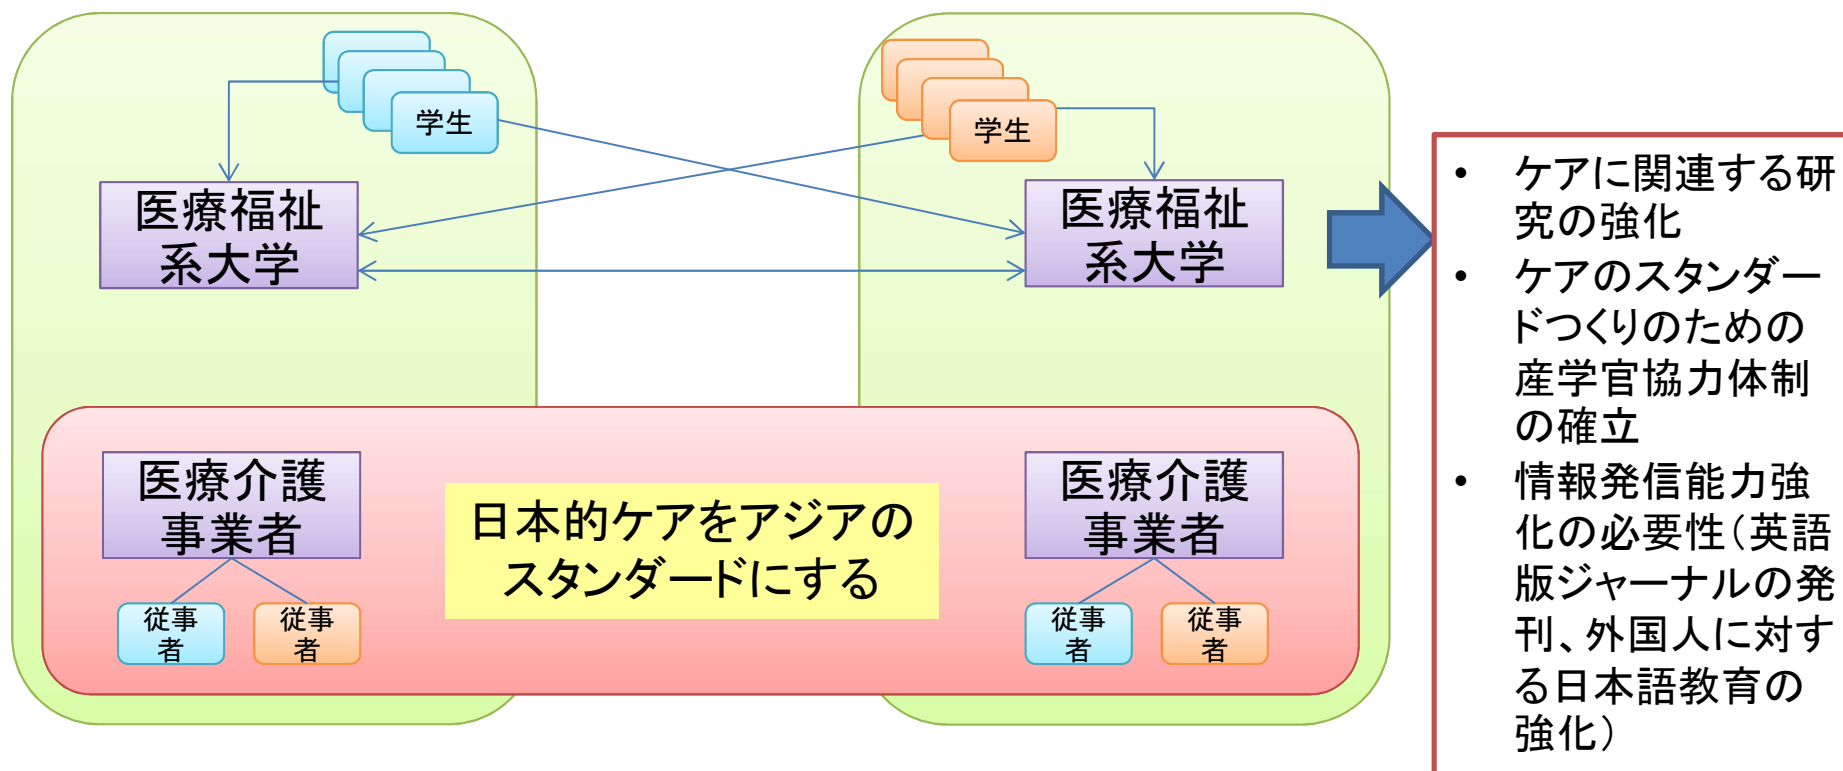 学生
学生
医療福祉
系大学
医療福祉
系大学
医療介護
事業者
従事
者
従事
者
日本的ケアをアジアの
スタンダードにする
医療介護
事業者
従事
者
従事
者
• ケアに関連する研
究の強化
• ケアのスタンダー
ドつくりのための
産学官協力体制
の確立
• 情報発信能力強
化の必要性（英語
版ジャーナルの発
刊、外国人に対す
る日本語教育の
強化）